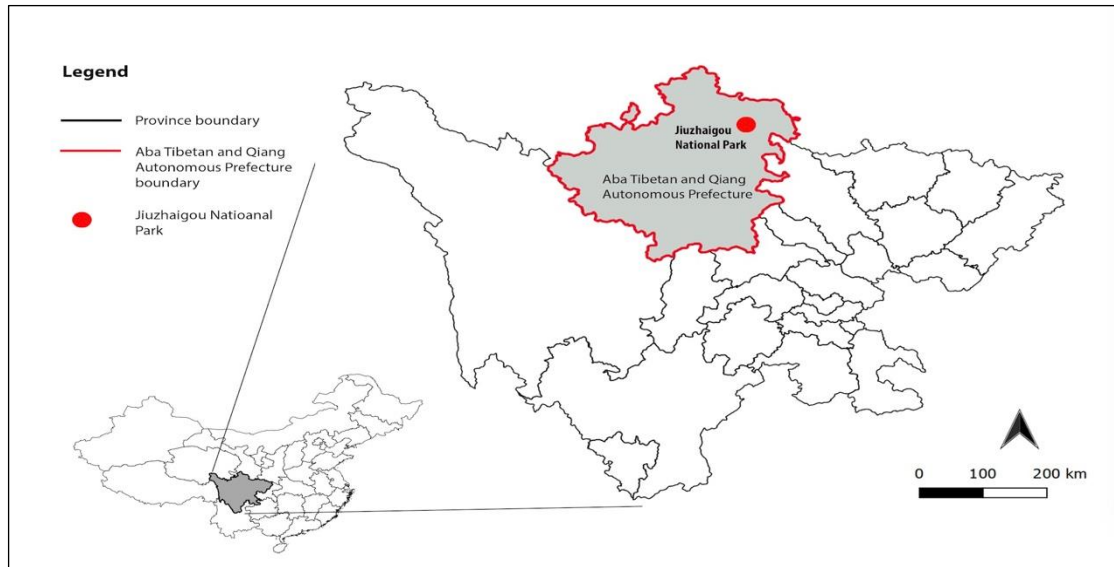 Legend
Province boundary
Aba Tibetan and Qiang
Autonomous Prefecture
boundary
Jiuzhaigou Natioanal
Park
Jiuzhaigou
National Park
Aba Tibetan and Qiang
Autonomous Prefecture
0 100 200 km